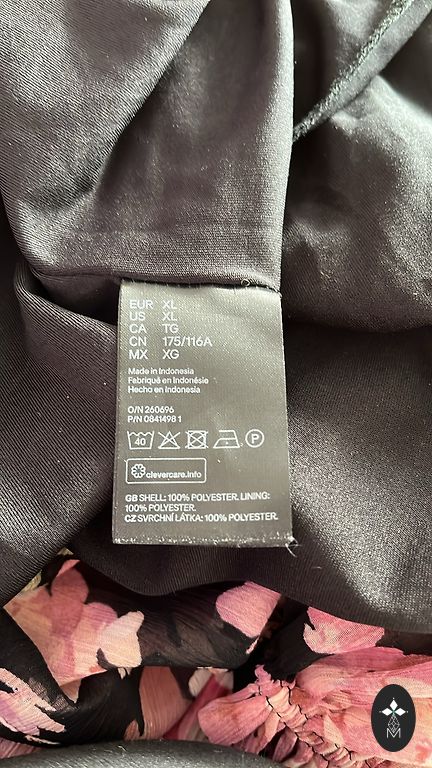 EUR XL
US XL
CA TG
CN 175/116A
MX XG
Made in Indonesia
Fabriqué en Indonésie
Hecho en Indonesia
O/N 260696
P/N 0841498 1
40 P
clevercare.info
GB SHELL: 100% POLYESTER. LINING:
100% POLYESTER.
CZ SVRCHNÍ LÁTKA: 100% POLYESTER.
M